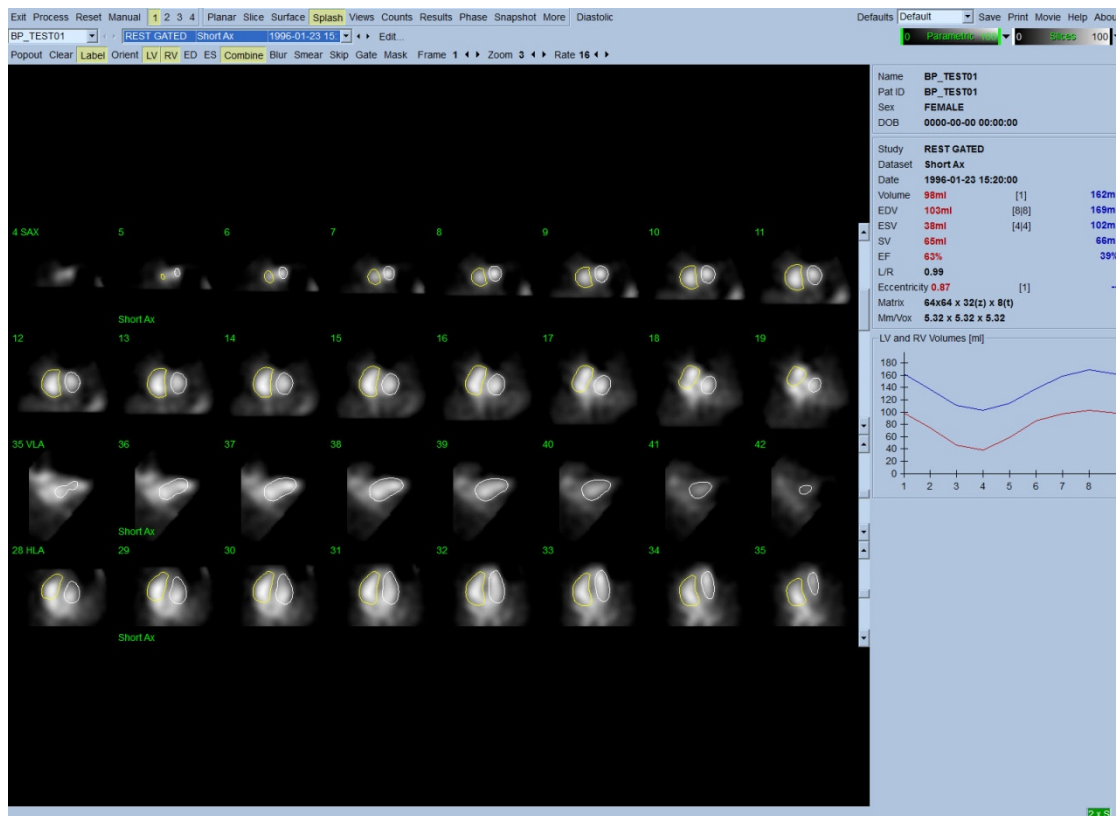 Exit Process Reset Manual 1 2 3 4 Planar Slice Surface Splash Views Counts Results Phase Snapshot More Diastolic Defaults Default Save Print Movie Help Abou
BP_TEST01 REST GATED Short Ax 1996-01-23 15: Edit... 0 Parametric 100 0 Slices 100
Popout Clear Label Orient LV RV ED ES Combine Blur Smear Skip Gate Mask Frame 1 Zoom 3 Rate 16
Name BP_TEST01
Pat ID BP_TEST01
Sex FEMALE
DOB 0000-00-00 00:00:00
Study REST GATED
Dataset Short Ax
Date 1996-01-23 15:20:00
Volume 98ml [1] 162m
EDV 103ml [8|8] 169m
ESV 38ml [4|4] 102m
SV 65ml 66m
EF 63% 39%
L/R 0.99
Eccentricity 0.87 [1] --
Matrix 64x64 x 32(z) x 8(t)
Mm/Vox 5.32 x 5.32 x 5.32
LV and RV Volumes [ml]
180
160
140
120
100
80
60
40
20
0
1 2 3 4 5 6 7 8
4 SAX 5 6 7 8 9 10 11
Short Ax
12 13 14 15 16 17 18 19
35 VLA 36 37 38 39 40 41 42
Short Ax
28 HLA 29 30 31 32 33 34 35
Short Ax
2 x S